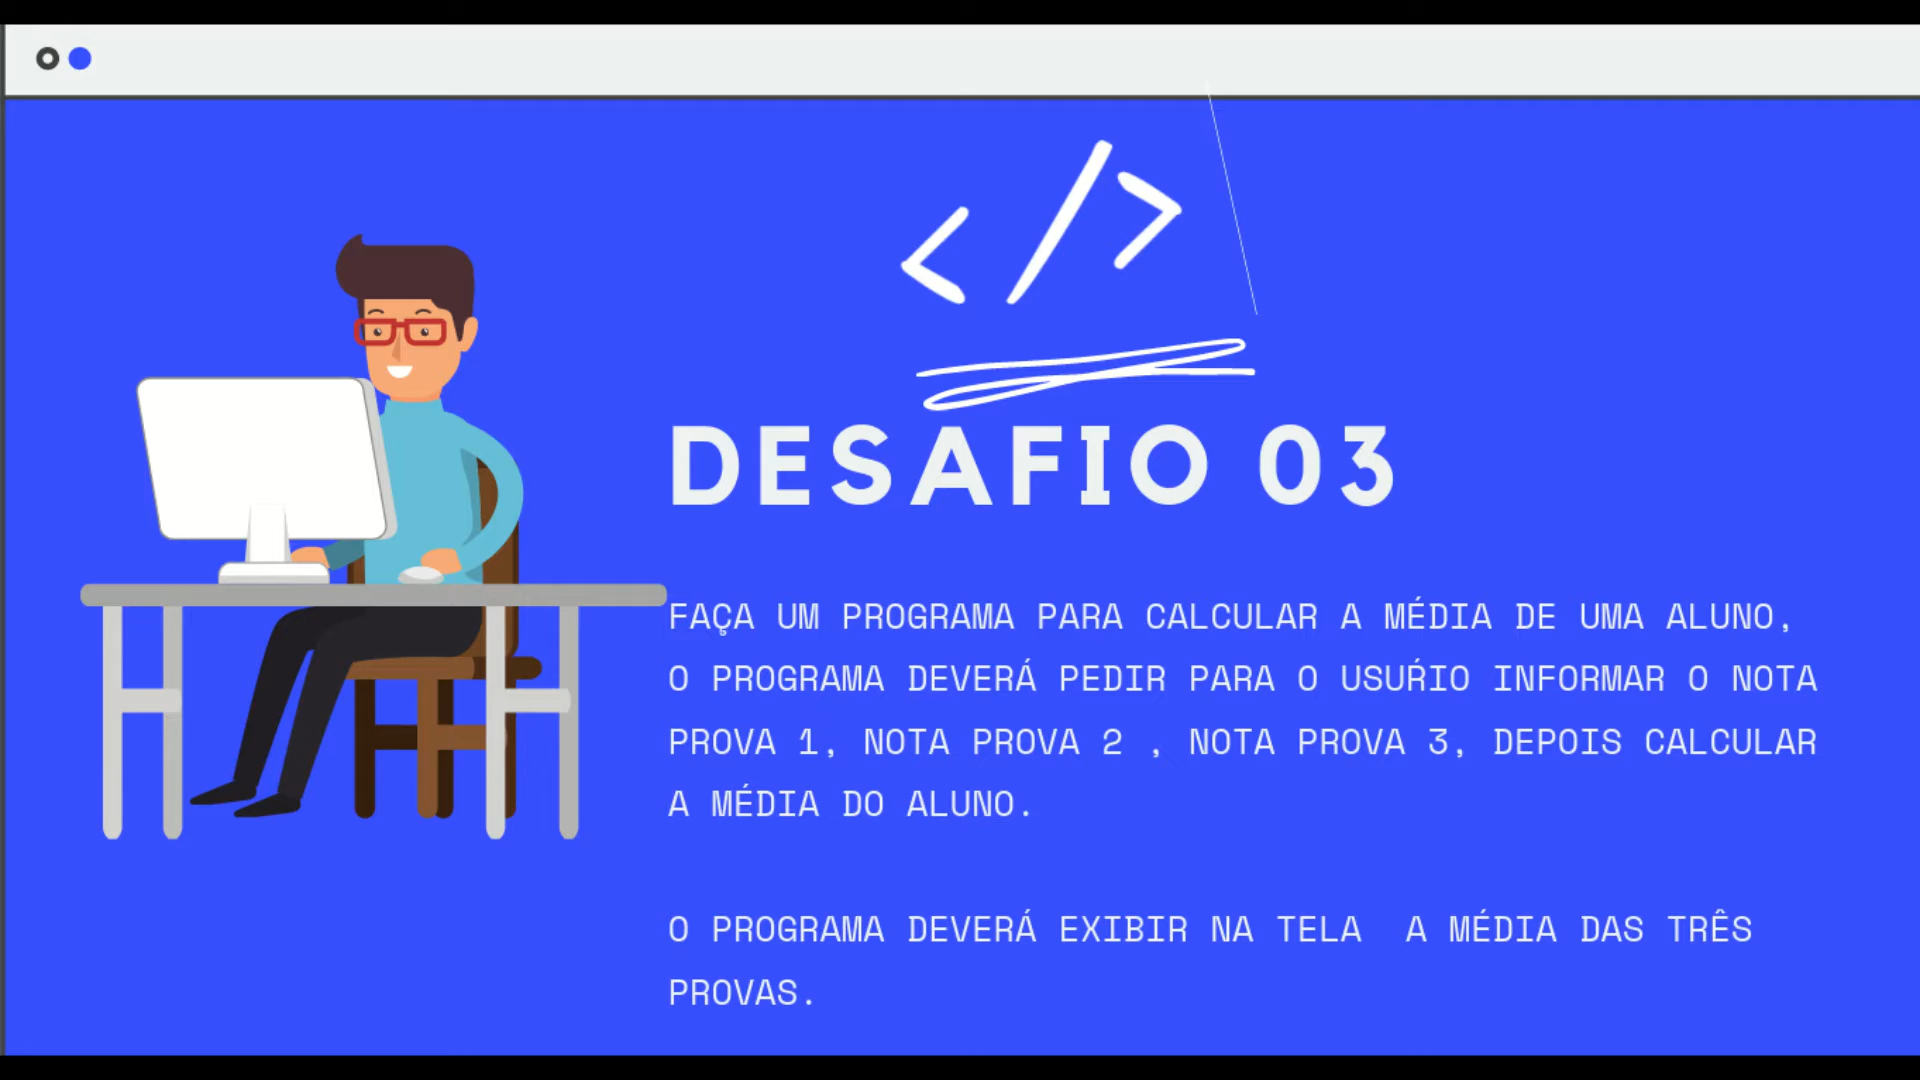 </>
DESAFIO 03
FAÇA UM PROGRAMA PARA CALCULAR A MÉDIA DE UMA ALUNO,
O PROGRAMA DEVERÁ PEDIR PARA O USUŔIO INFORMAR O NOTA
PROVA 1, NOTA PROVA 2 , NOTA PROVA 3, DEPOIS CALCULAR
A MÉDIA DO ALUNO.
O PROGRAMA DEVERÁ EXIBIR NA TELA  A MÉDIA DAS TRÊS
PROVAS.